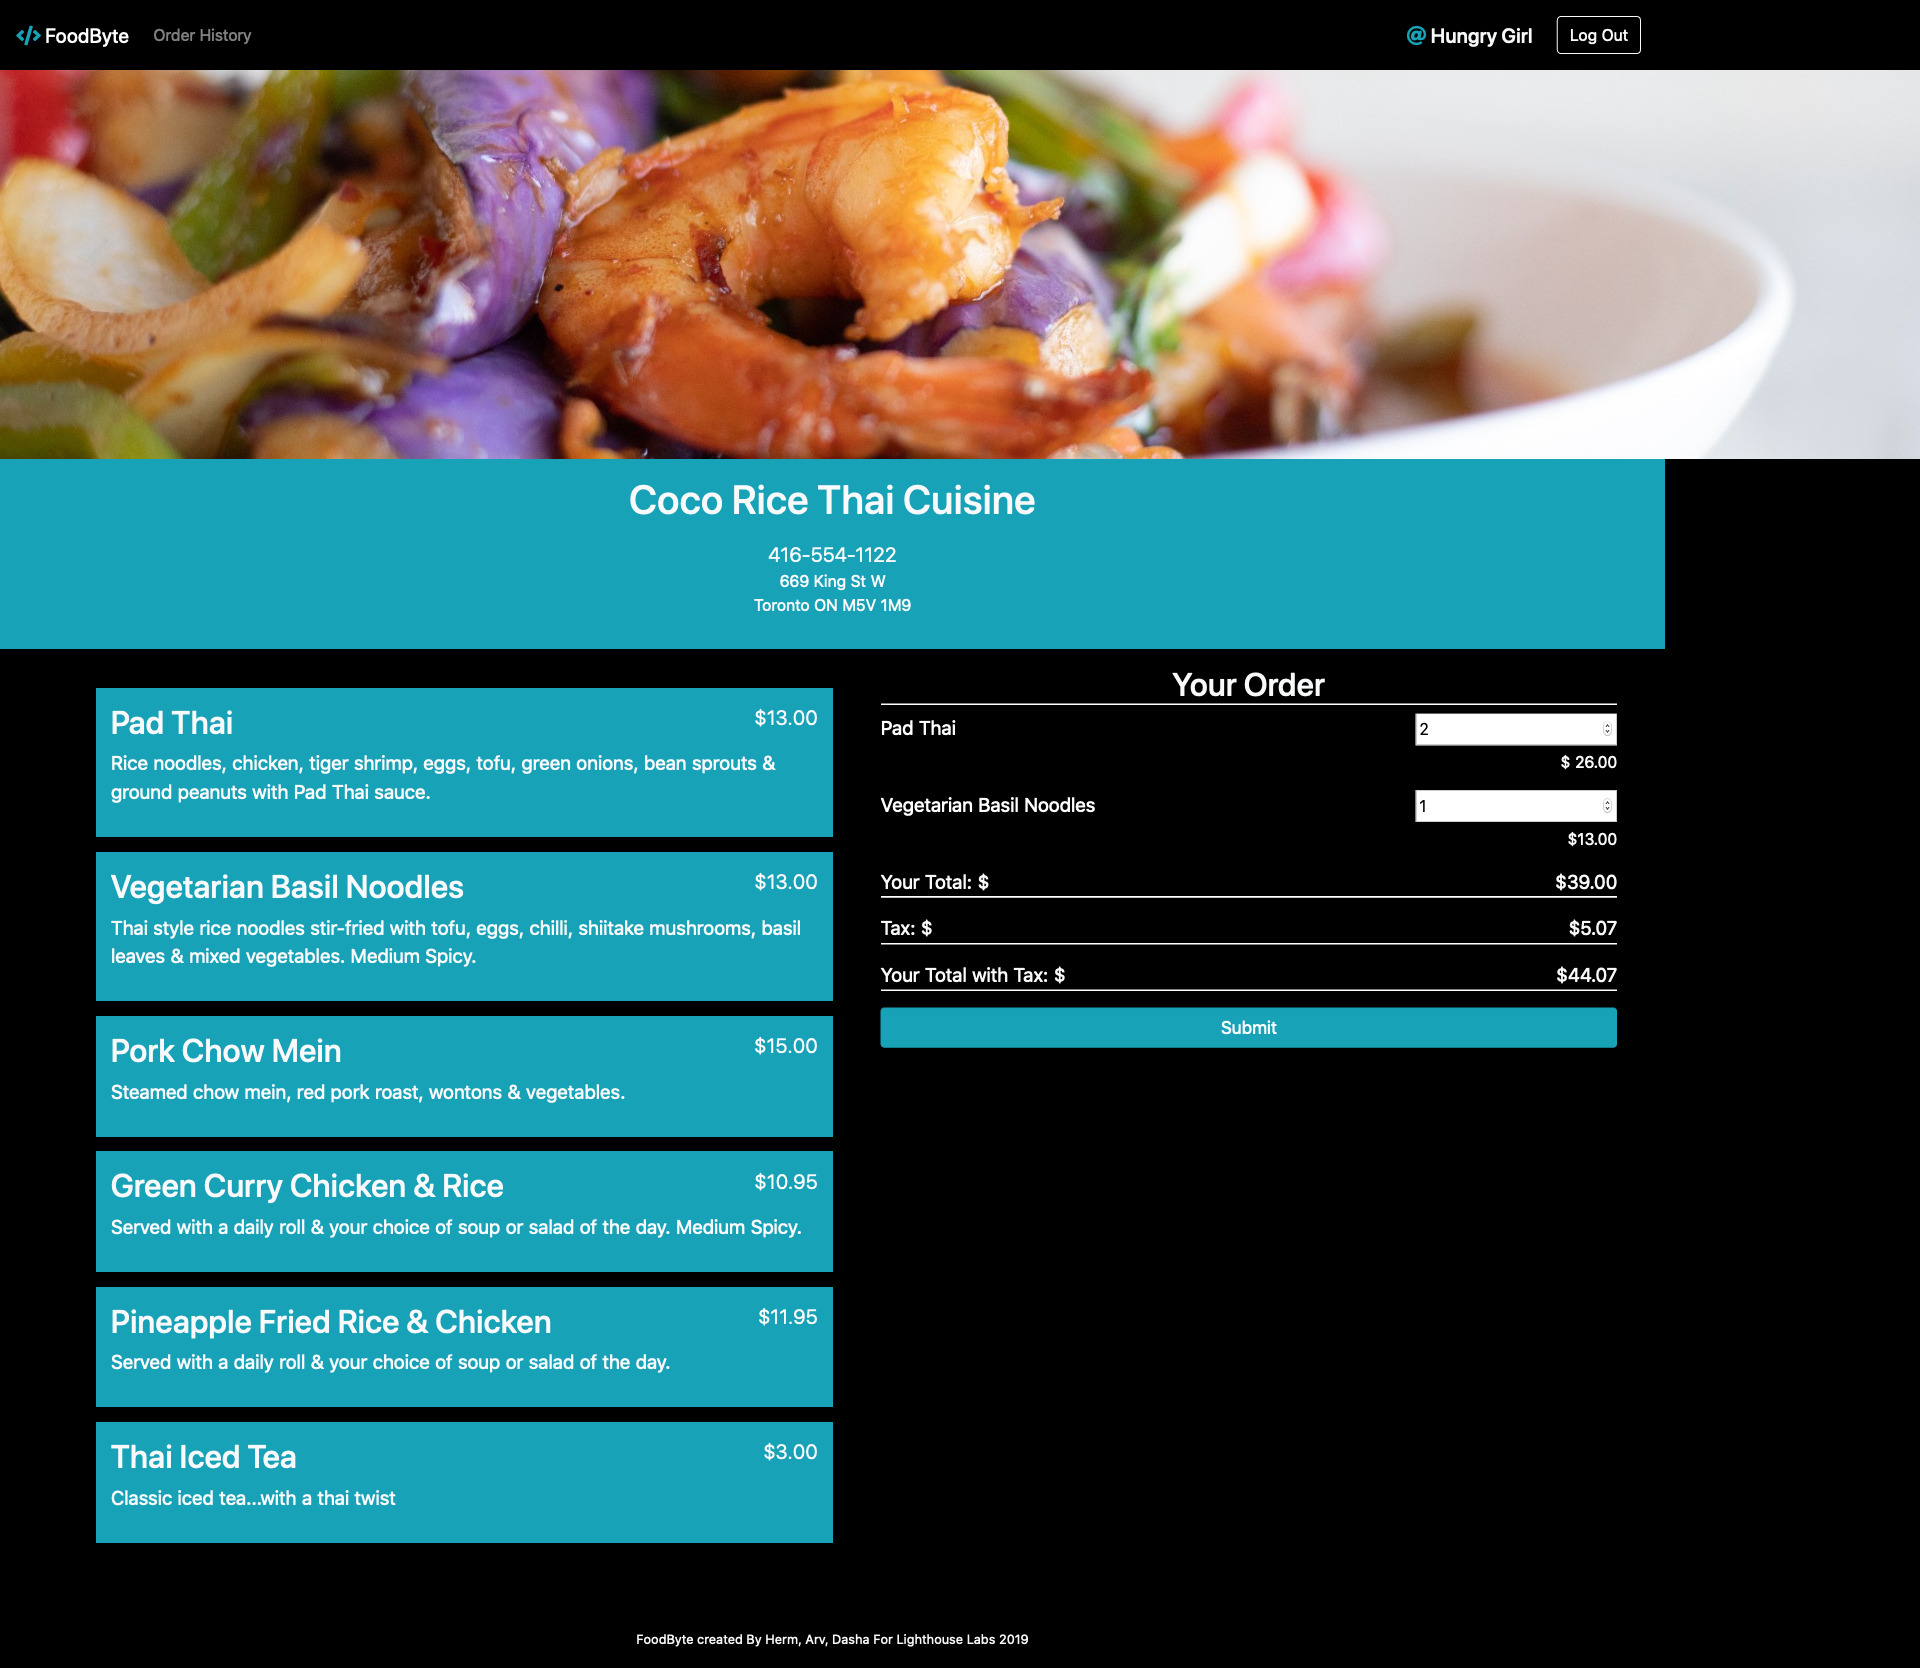 FoodByte Order History @ Hungry Girl Log Out
Coco Rice Thai Cuisine
416-554-1122
669 King St W
Toronto ON M5V 1M9
Pad Thai $13.00
Rice noodles, chicken, tiger shrimp, eggs, tofu, green onions, bean sprouts &
ground peanuts with Pad Thai sauce.
Vegetarian Basil Noodles $13.00
Thai style rice noodles stir-fried with tofu, eggs, chilli, shiitake mushrooms, basil
leaves & mixed vegetables. Medium Spicy.
Pork Chow Mein $15.00
Steamed chow mein, red pork roast, wontons & vegetables.
Green Curry Chicken & Rice $10.95
Served with a daily roll & your choice of soup or salad of the day. Medium Spicy.
Pineapple Fried Rice & Chicken $11.95
Served with a daily roll & your choice of soup or salad of the day.
Thai Iced Tea $3.00
Classic iced tea...with a thai twist
Your Order
Pad Thai 2
$ 26.00
Vegetarian Basil Noodles 1
$13.00
Your Total: $ $39.00
Tax: $ $5.07
Your Total with Tax: $ $44.07
Submit
FoodByte created By Herm, Arv, Dasha For Lighthouse Labs 2019